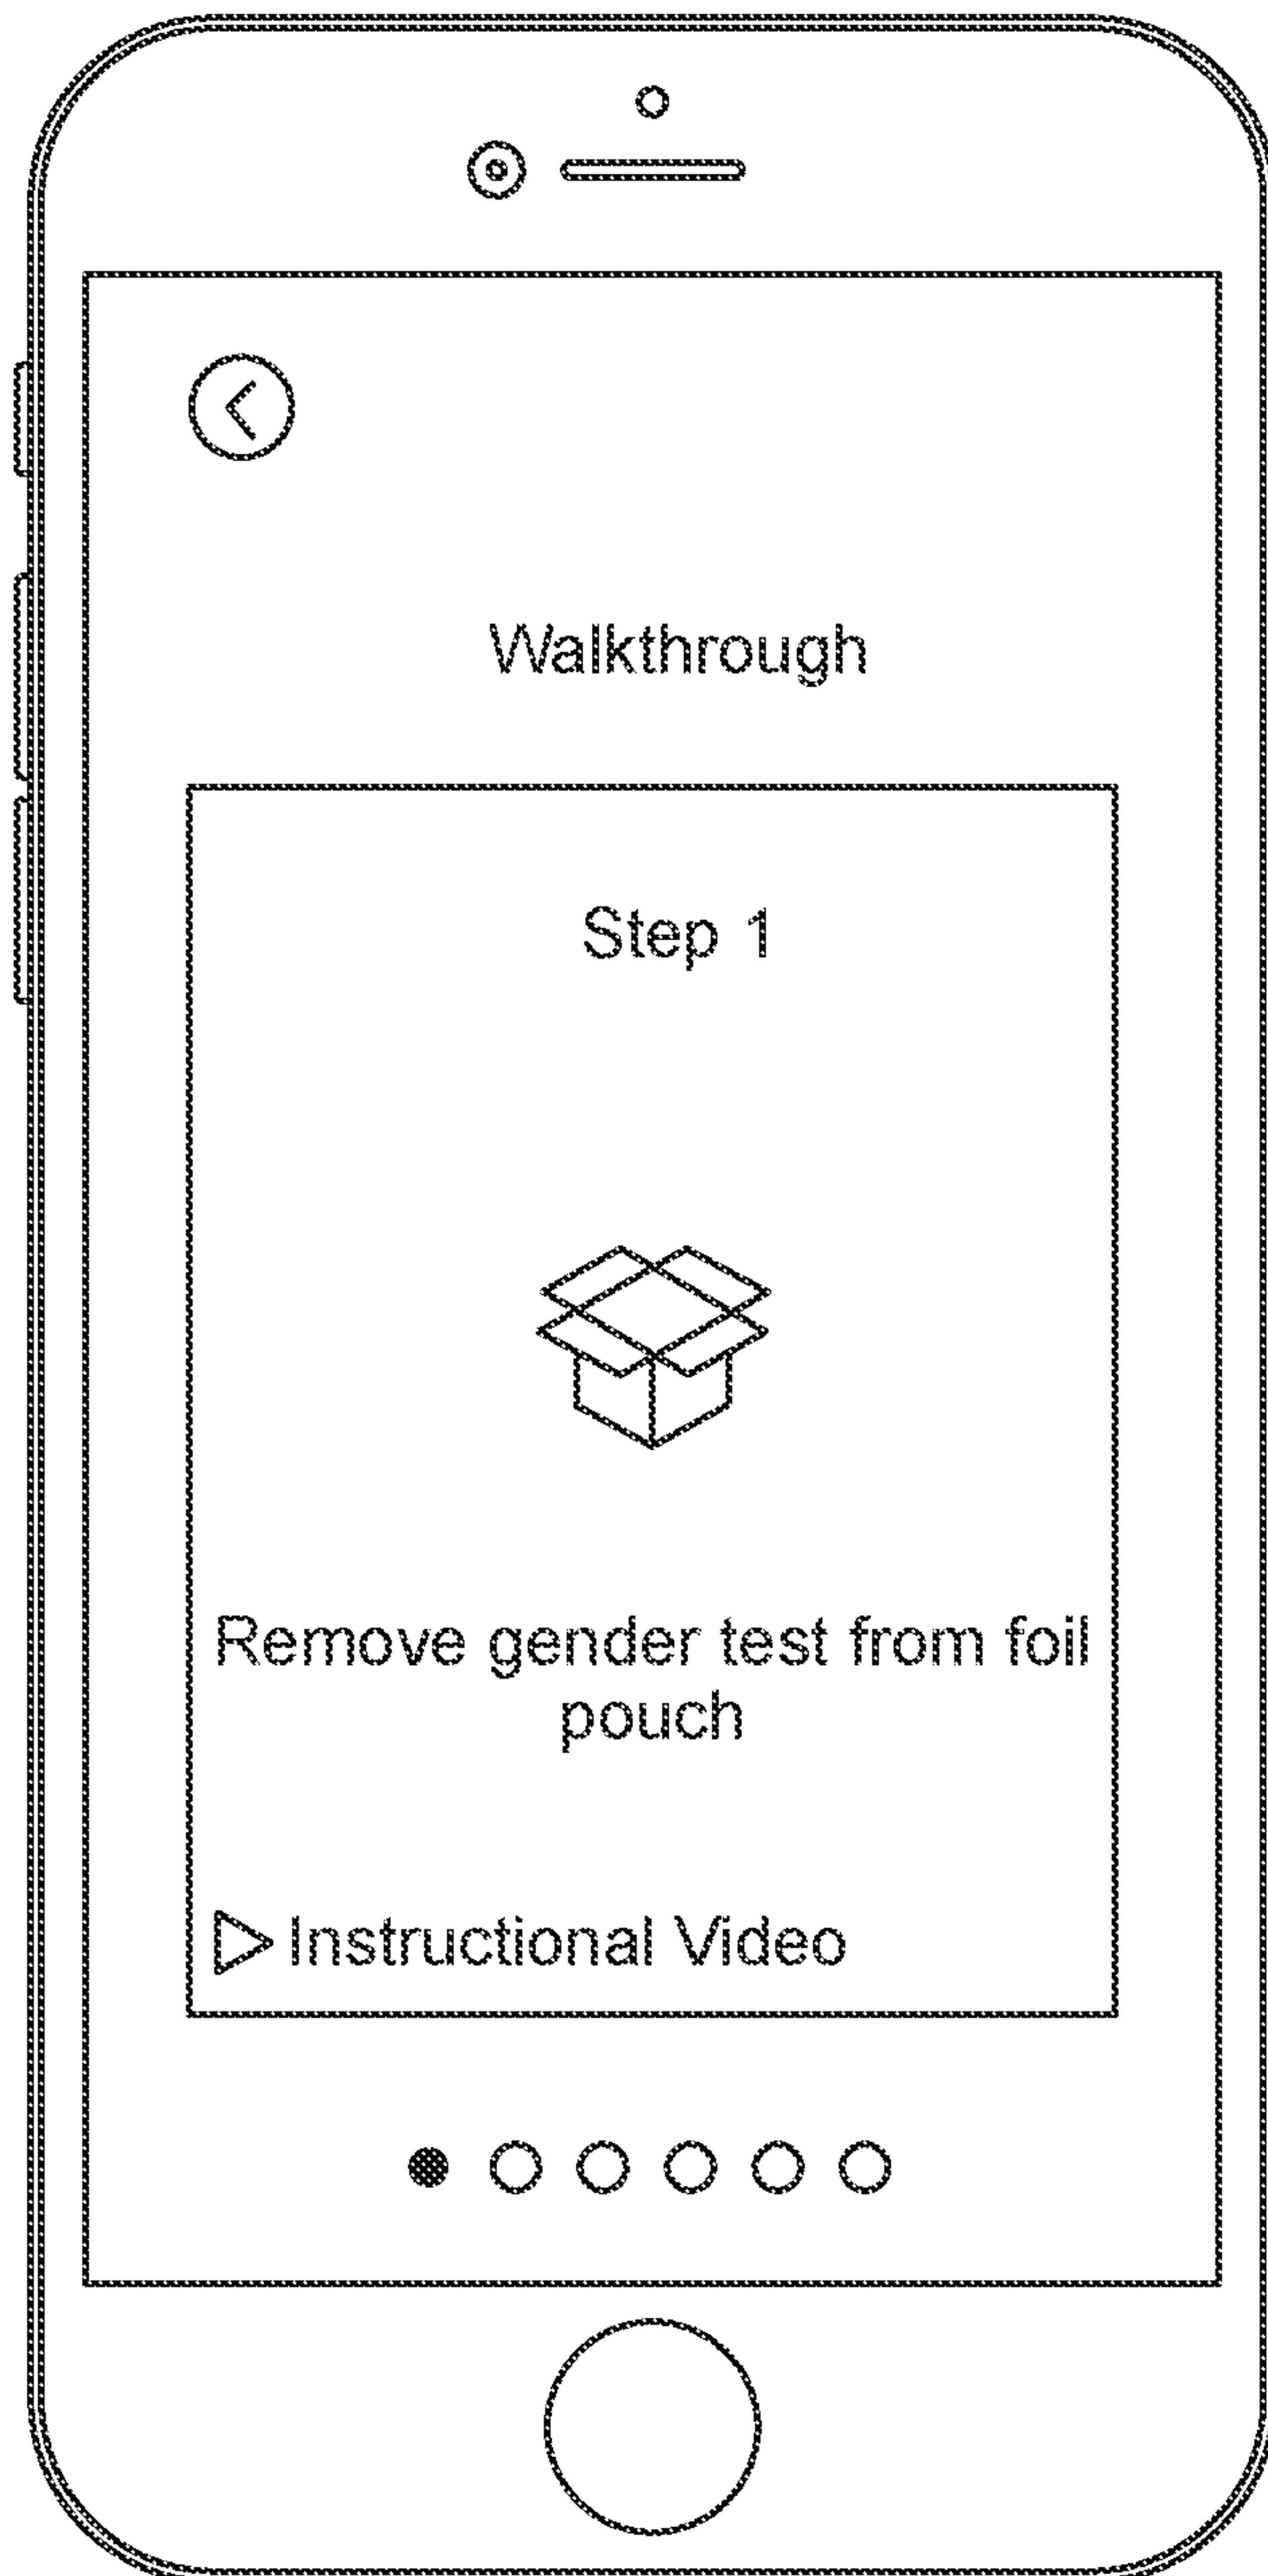 Walkthrough
Step 1
Remove gender test from foil
pouch
Instructional Video